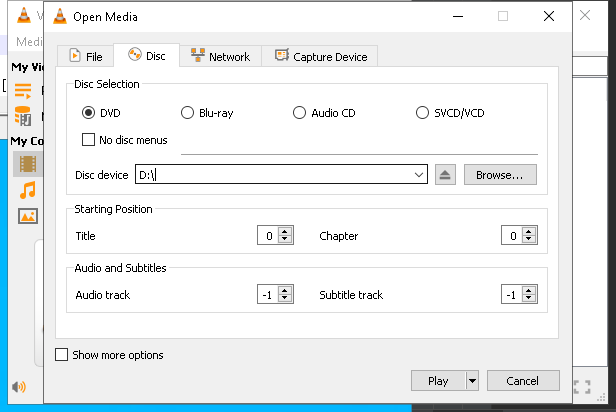 Open Media
Medi
File
Disc
Network
Capture Device
My Vi
Disc Selection
DVD
Blu-ray
Audio CD
SVCD/VCD
No disc menus
My Co
Disc device
D:\
Browse...
Starting Position
Title
0
Chapter
0
Audio and Subtitles
Audio track
-1
Subtitle track
-1
Show more options
Play
Cancel